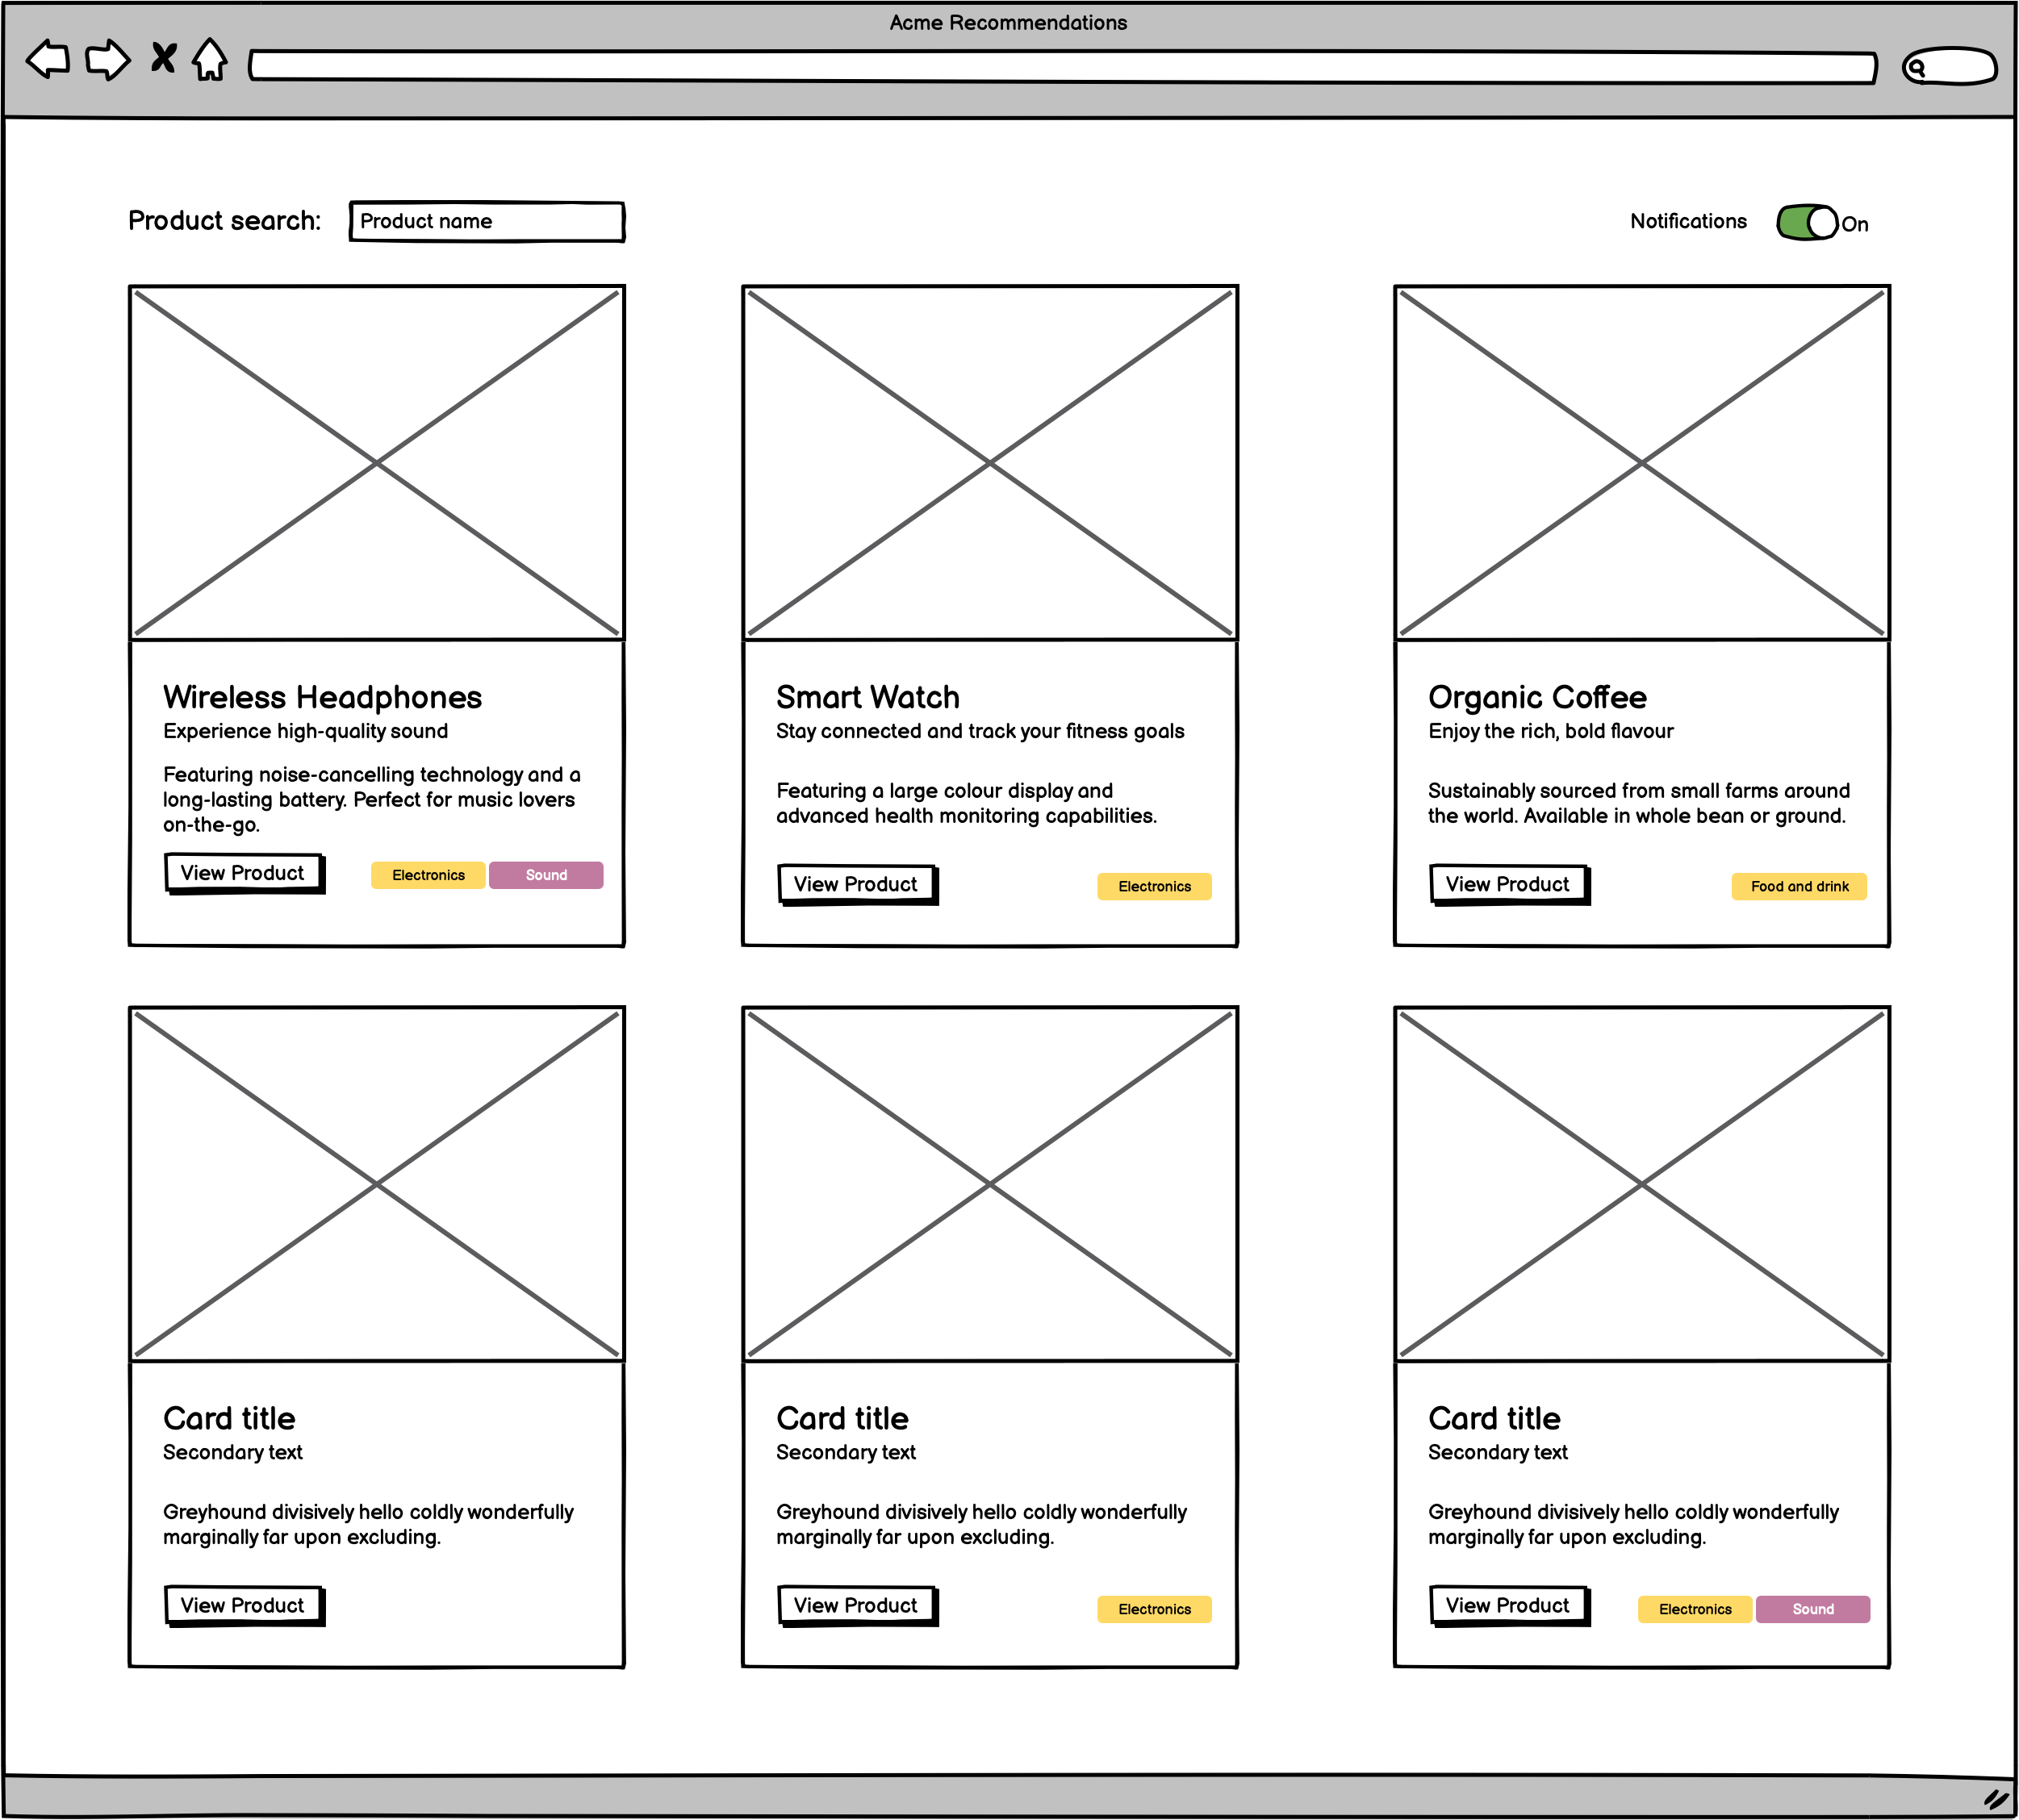 Acme Recommendations
Product search:
Product name
Notifications
On
Wireless Headphones
Experience high-quality sound
Featuring noise-cancelling technology and a
long-lasting battery. Perfect for music lovers
on-the-go.
View Product
Electronics
Sound
Smart Watch
Stay connected and track your fitness goals
Featuring a large colour display and
advanced health monitoring capabilities.
View Product
Electronics
Organic Coffee
Enjoy the rich, bold flavour
Sustainably sourced from small farms around
the world. Available in whole bean or ground.
View Product
Food and drink
Card title
Secondary text
Greyhound divisively hello coldly wonderfully
marginally far upon excluding.
View Product
Card title
Secondary text
Greyhound divisively hello coldly wonderfully
marginally far upon excluding.
View Product
Electronics
Card title
Secondary text
Greyhound divisively hello coldly wonderfully
marginally far upon excluding.
View Product
Electronics
Sound